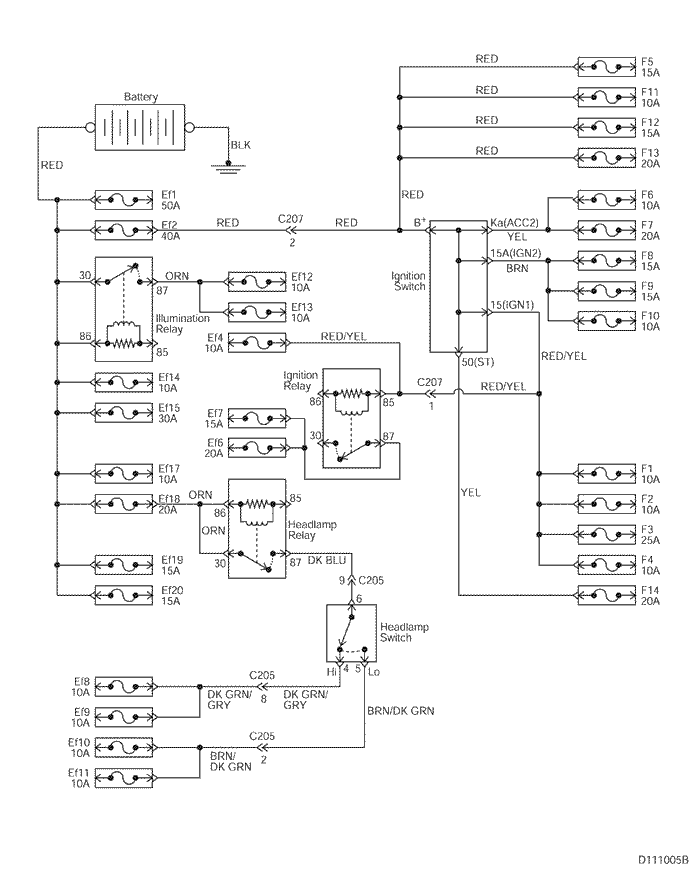 RED
F5
15A
Battery
F11
10A
RED
RED
F12
15A
BLK
RED
F13
20A
RED
RED
Ef1
50A
F6
10A
Ef2
40A
RED
C207
2
RED
B+
Ka(ACC2)
YEL
F7
20A
30
ORN
87
Ef12
10A
Ignition
Switch
15A(IGN2)
BRN
F8
15A
F9
15A
Illumination
Relay
Ef13
10A
15(IGN1)
F10
10A
86
85
Ef4
10A
RED/YEL
RED/YEL
50(ST)
Ef14
10A
Ignition
Relay
86
85
C207
1
RED/YEL
Ef15
30A
Ef7
15A
Ef6
20A
30
87
Ef17
10A
F1
10A
YEL
Ef18
20A
ORN
86
85
F2
10A
ORN
Headlamp
Relay
F3
25A
30
87
DK BLU
Ef19
15A
F4
10A
9
C205
Ef20
15A
F14
20A
6
Headlamp
Switch
Hi
4
5
Lo
Ef8
10A
C205
8
DK GRN/
GRY
DK GRN/
GRY
BRN/DK GRN
Ef9
10A
Ef10
10A
C205
2
BRN/
DK GRN
Ef11
10A
D111005B